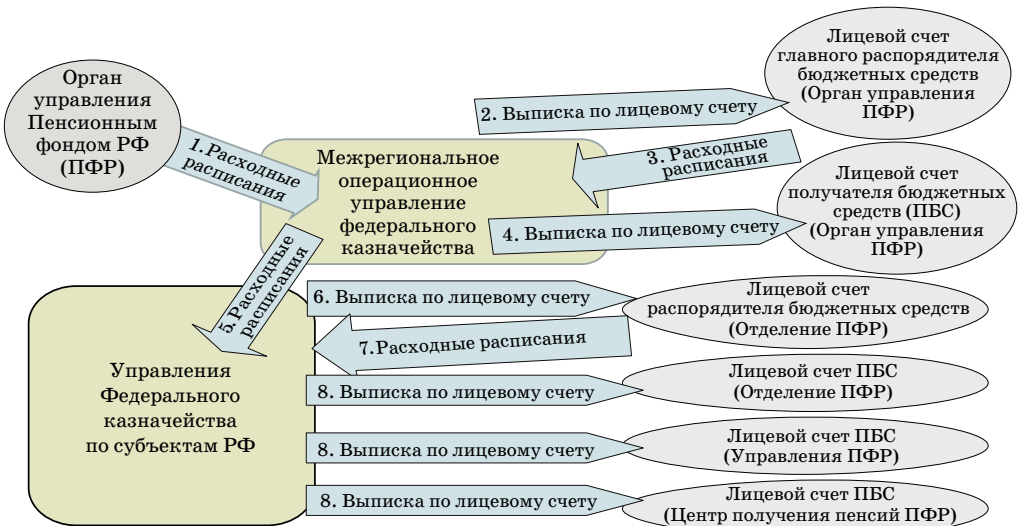 Орган
управления
Пенсионным
фондом РФ
(ПФР)
1.Расходные
расписания
Межрегиональное
операционное
управление
федерального
казначейства
2. Выписка по лицевому счету
Лицевой счет
главного распорядителя
бюджетных средств
(Орган управления
ПФР)
3. Расходные
расписания
4. Выписка по лицевому счету
Лицевой счет
получателя бюджетных
средств (ПБС)
(Орган управления
ПФР)
5.Расходные
расписания
Управления
Федерального
казначейства
по субъектам РФ
6. Выписка по лицевому счету
Лицевой счет
распорядителя бюджетных средств
(Отделение ПФР)
7.Расходные расписания
8. Выписка по лицевому счету
Лицевой счет ПБС
(Отделение ПФР)
8. Выписка по лицевому счету
Лицевой счет ПБС
(Управления ПФР)
8. Выписка по лицевому счету
Лицевой счет ПБС
(Центр получения пенсий ПФР)